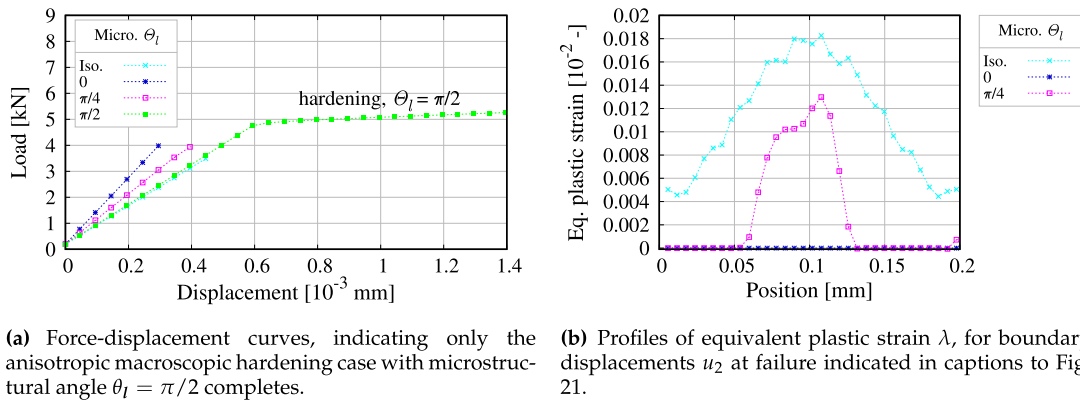 9
8
7
6
5
4
3
2
1
0
Load [kN]
Micro. Θl
Iso.
0
π/4
π/2
hardening, Θl = π/2
0 0.2 0.4 0.6 0.8 1 1.2 1.4
Displacement [10-3 mm]
(a) Force-displacement curves, indicating only the
anisotropic macroscopic hardening case with microstruc-
tural angle θl = π/2 completes.
0.02
0.018
0.016
0.014
0.012
0.01
0.008
0.006
0.004
0.002
0
Eq. plastic strain [10-2 -]
0 0.05 0.1 0.15 0.2
Position [mm]
Micro. Θl
Iso.
0
π/4
(b) Profiles of equivalent plastic strain λ, for boundar
displacements u2 at failure indicated in captions to Fig
21.